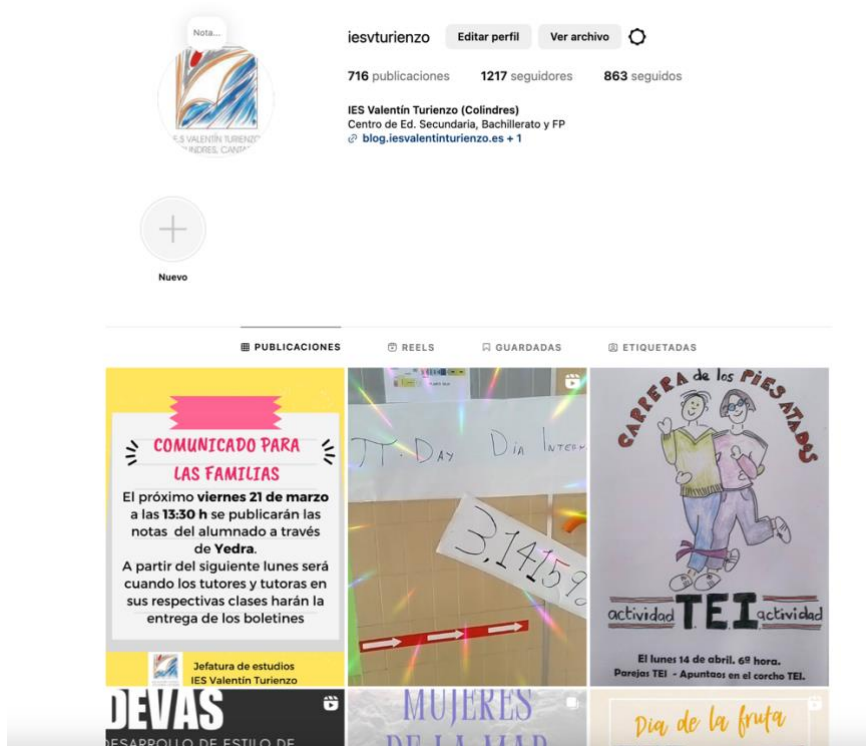 Nota...
iesvturienzo Editar perfil Ver archivo
716 publicaciones 1217 seguidores 863 seguidos
IES Valentín Turienzo (Colindres)
Centro de Ed. Secundaria, Bachillerato y FP
blog.iesvalentinturienzo.es + 1
Nuevo
PUBLICACIONES REELS GUARDADAS ETIQUETADAS
COMUNICADO PARA
LAS FAMILIAS
El próximo viernes 21 de marzo
a las 13:30 h se publicarán las
notas del alumnado a través
de Yedra.
A partir del siguiente lunes será
cuando los tutores y tutoras en
sus respectivas clases harán la
entrega de los boletines
Jefatura de estudios
IES Valentín Turienzo
π-DAY DíA INTER
3,14159
CARRERA de los PIES ATADOS
actividad T.E.I actividad
El lunes 14 de abril. 6º hora.
Parejas TEI - Apuntaos en el corcho TEI.
DEVAS
DESARROLLO DE ESTILO DE
MUJERES
DE LA MAR
Día de la fruta